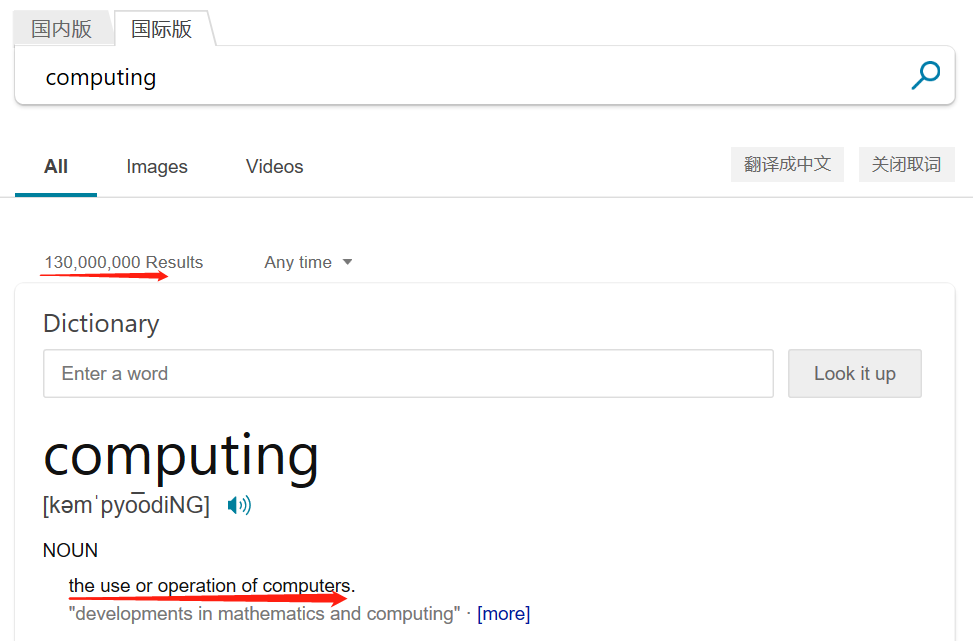 国内版 国际版
computing
All Images Videos 翻译成中文 关闭取词
130,000,000 Results Any time
Dictionary
Enter a word Look it up
computing
[kəmˈpyo͞odiNG]
NOUN
the use or operation of computers.
"developments in mathematics and computing" · [more]